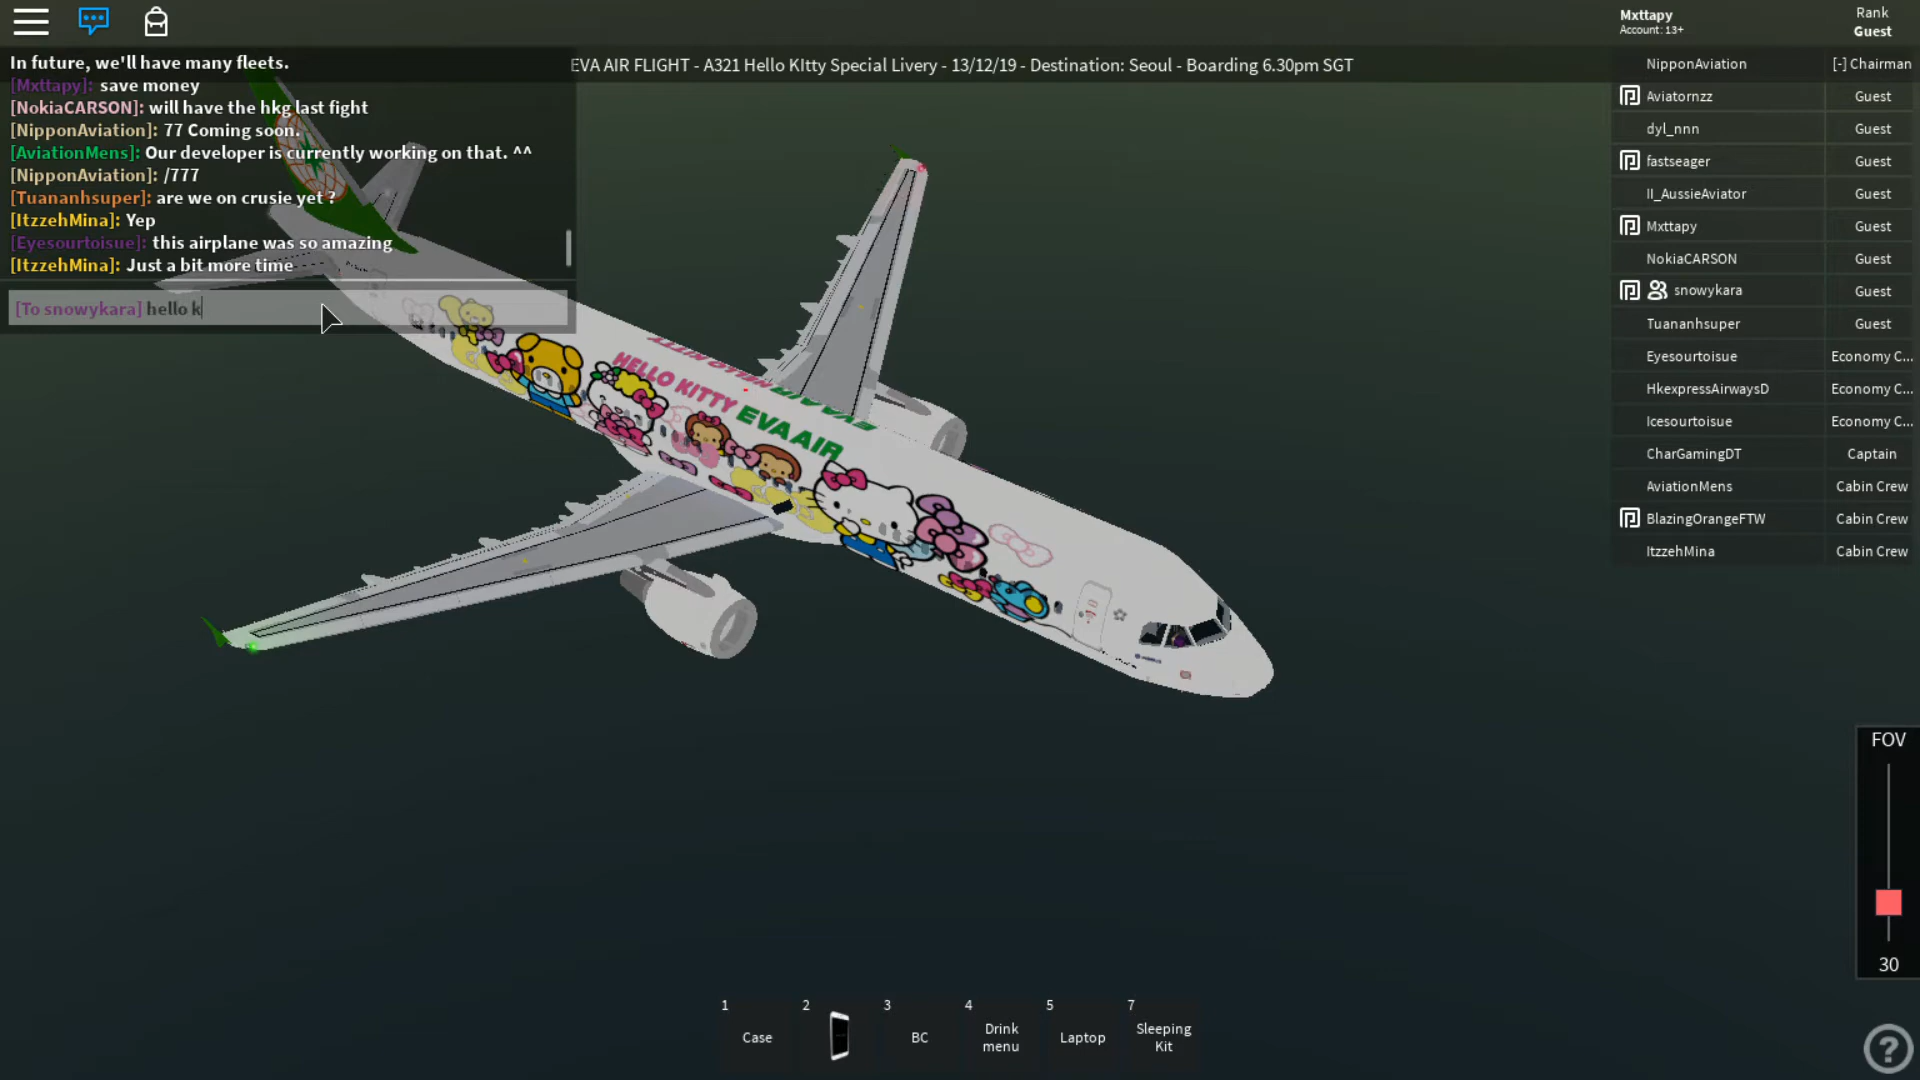 EVA AIR FLIGHT - A321 Hello KItty Special Livery - 13/12/19 - Destination: Seoul - Boarding 6.30pm SGT
In future, we'll have many fleets.
[Mxttapy]: save money
[NokiaCARSON]: will have the hkg last fight
[NipponAviation]: 77 Coming soon.
[AviationMens]: Our developer is currently working on that. ^^
[NipponAviation]: /777
[Tuananhsuper]: are we on crusie yet ?
[ItzzehMina]: Yep
[Eyesourtoisue]: this airplane was so amazing
[ItzzehMina]: Just a bit more time
[To snowykara] hello k
HELLO KITTY EVA AIR
HELLO KITTY
EVA AIR
Mxttapy Rank
Account: 13+ Guest
NipponAviation [-] Chairman
Aviatornzz Guest
dyl_nnn Guest
fastseager Guest
II_AussieAviator Guest
Mxttapy Guest
NokiaCARSON Guest
snowykara Guest
Tuananhsuper Guest
Eyesourtoisue Economy C...
HkexpressAirwaysD Economy C...
Icesourtoisue Economy C...
CharGamingDT Captain
AviationMens Cabin Crew
BlazingOrangeFTW Cabin Crew
ItzzehMina Cabin Crew
FOV
30
1 2 3 4 5 7
Case BC Drink menu Laptop Sleeping Kit
?